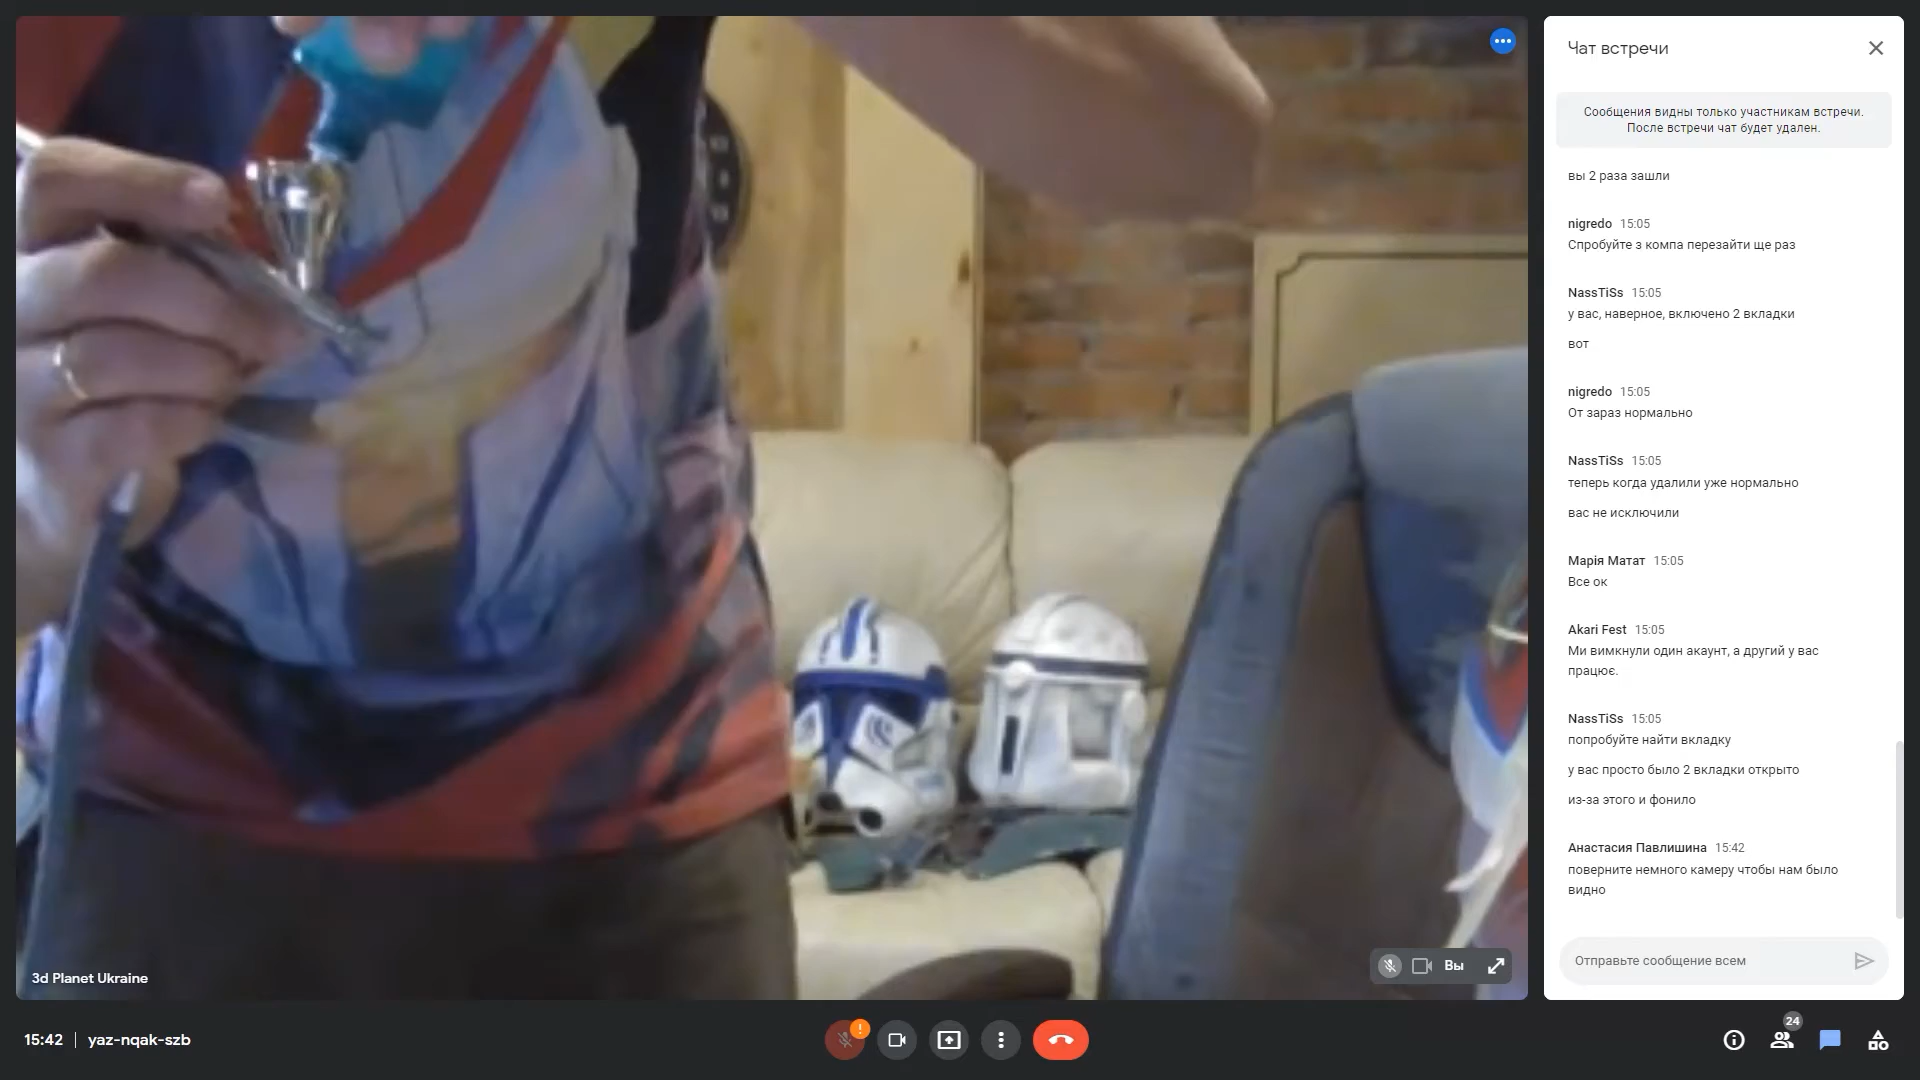 Чат встречи
Сообщения видны только участникам встречи.
После встречи чат будет удален.
вы 2 раза зашли
nigredo 15:05
Спробуйте з компа перезайти ще раз
NassTiSs 15:05
у вас, наверное, включено 2 вкладки
вот
nigredo 15:05
От зараз нормально
NassTiSs 15:05
теперь когда удалили уже нормально
вас не исключили
Марія Матат 15:05
Все ок
Akari Fest 15:05
Ми вимкнули один акаунт, а другий у вас
працює.
NassTiSs 15:05
попробуйте найти вкладку
у вас просто было 2 вкладки открыто
из-за этого и фонило
Анастасия Павлишина 15:42
поверните немного камеру чтобы нам было
видно
Отправьте сообщение всем
3d Planet Ukraine
Вы
15:42 | yaz-nqak-szb
24